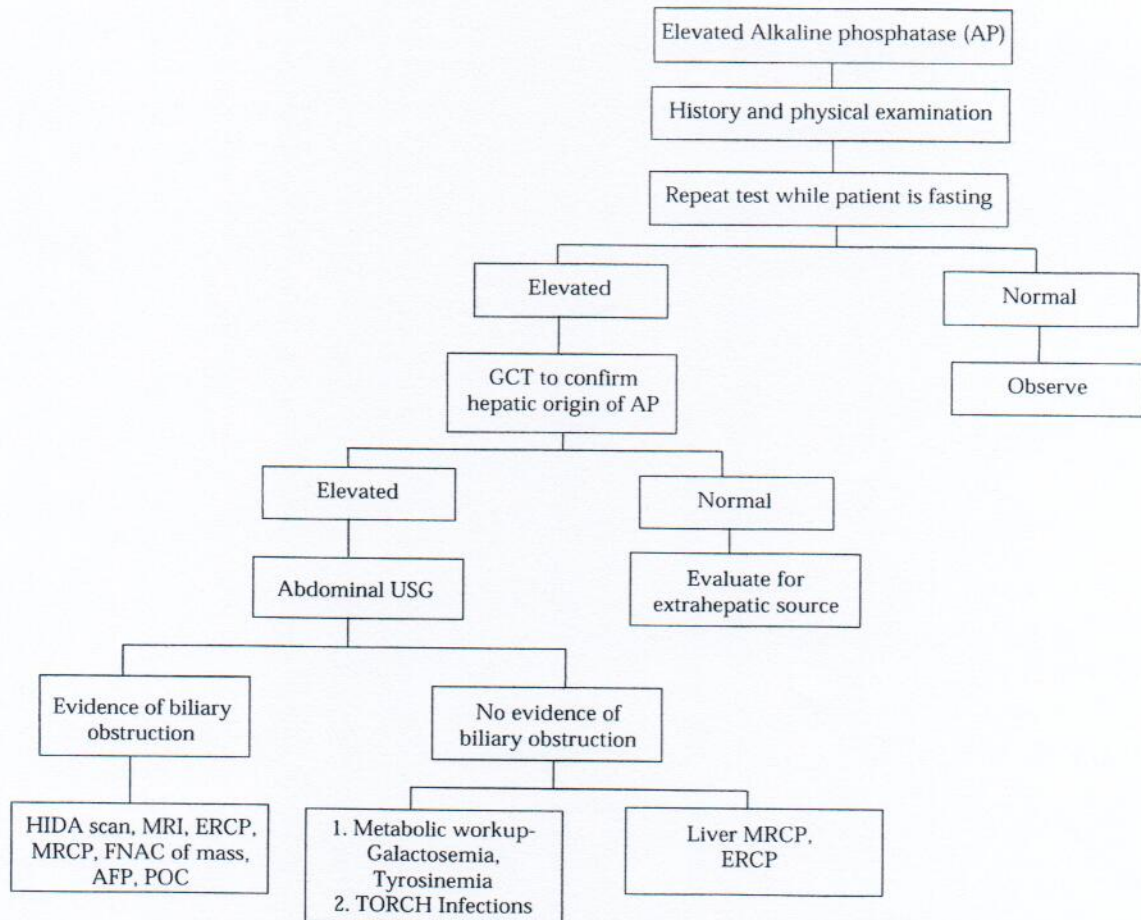 Elevated Alkaline phosphatase (AP)
History and physical examination
Repeat test while patient is fasting
Elevated
Normal
GCT to confirm
hepatic origin of AP
Observe
Elevated
Normal
Abdominal USG
Evaluate for
extrahepatic source
Evidence of biliary
obstruction
No evidence of
biliary obstruction
HIDA scan, MRI, ERCP,
MRCP, FNAC of mass,
AFP, POC
1. Metabolic workup-
Galactosemia,
Tyrosinemia
2. TORCH Infections
Liver MRCP,
ERCP